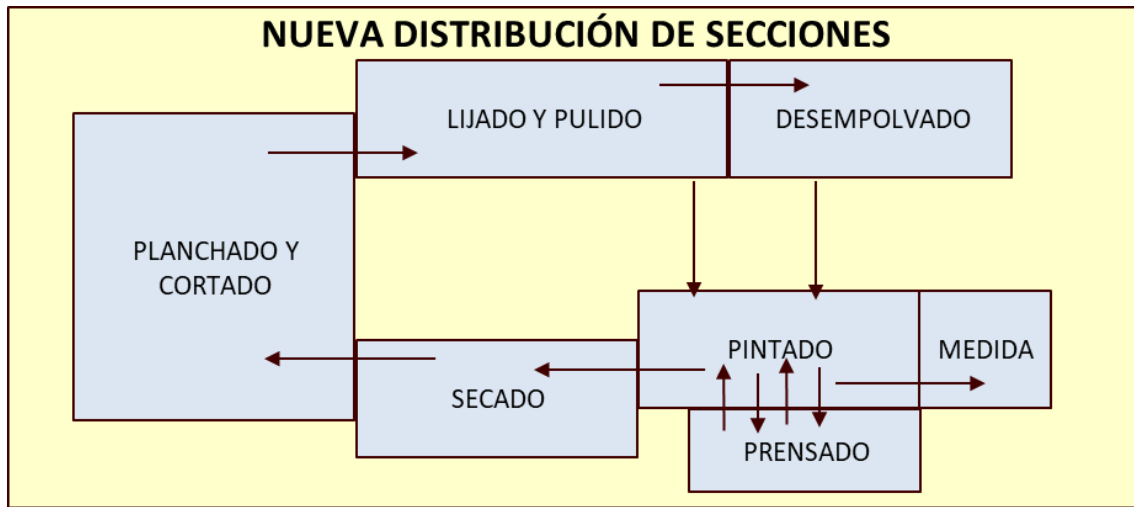 NUEVA DISTRIBUCIÓN DE SECCIONES
LIJADO Y PULIDO
DESEMPOLVADO
PLANCHADO Y
CORTADO
PINTADO
MEDIDA
SECADO
PRENSADO